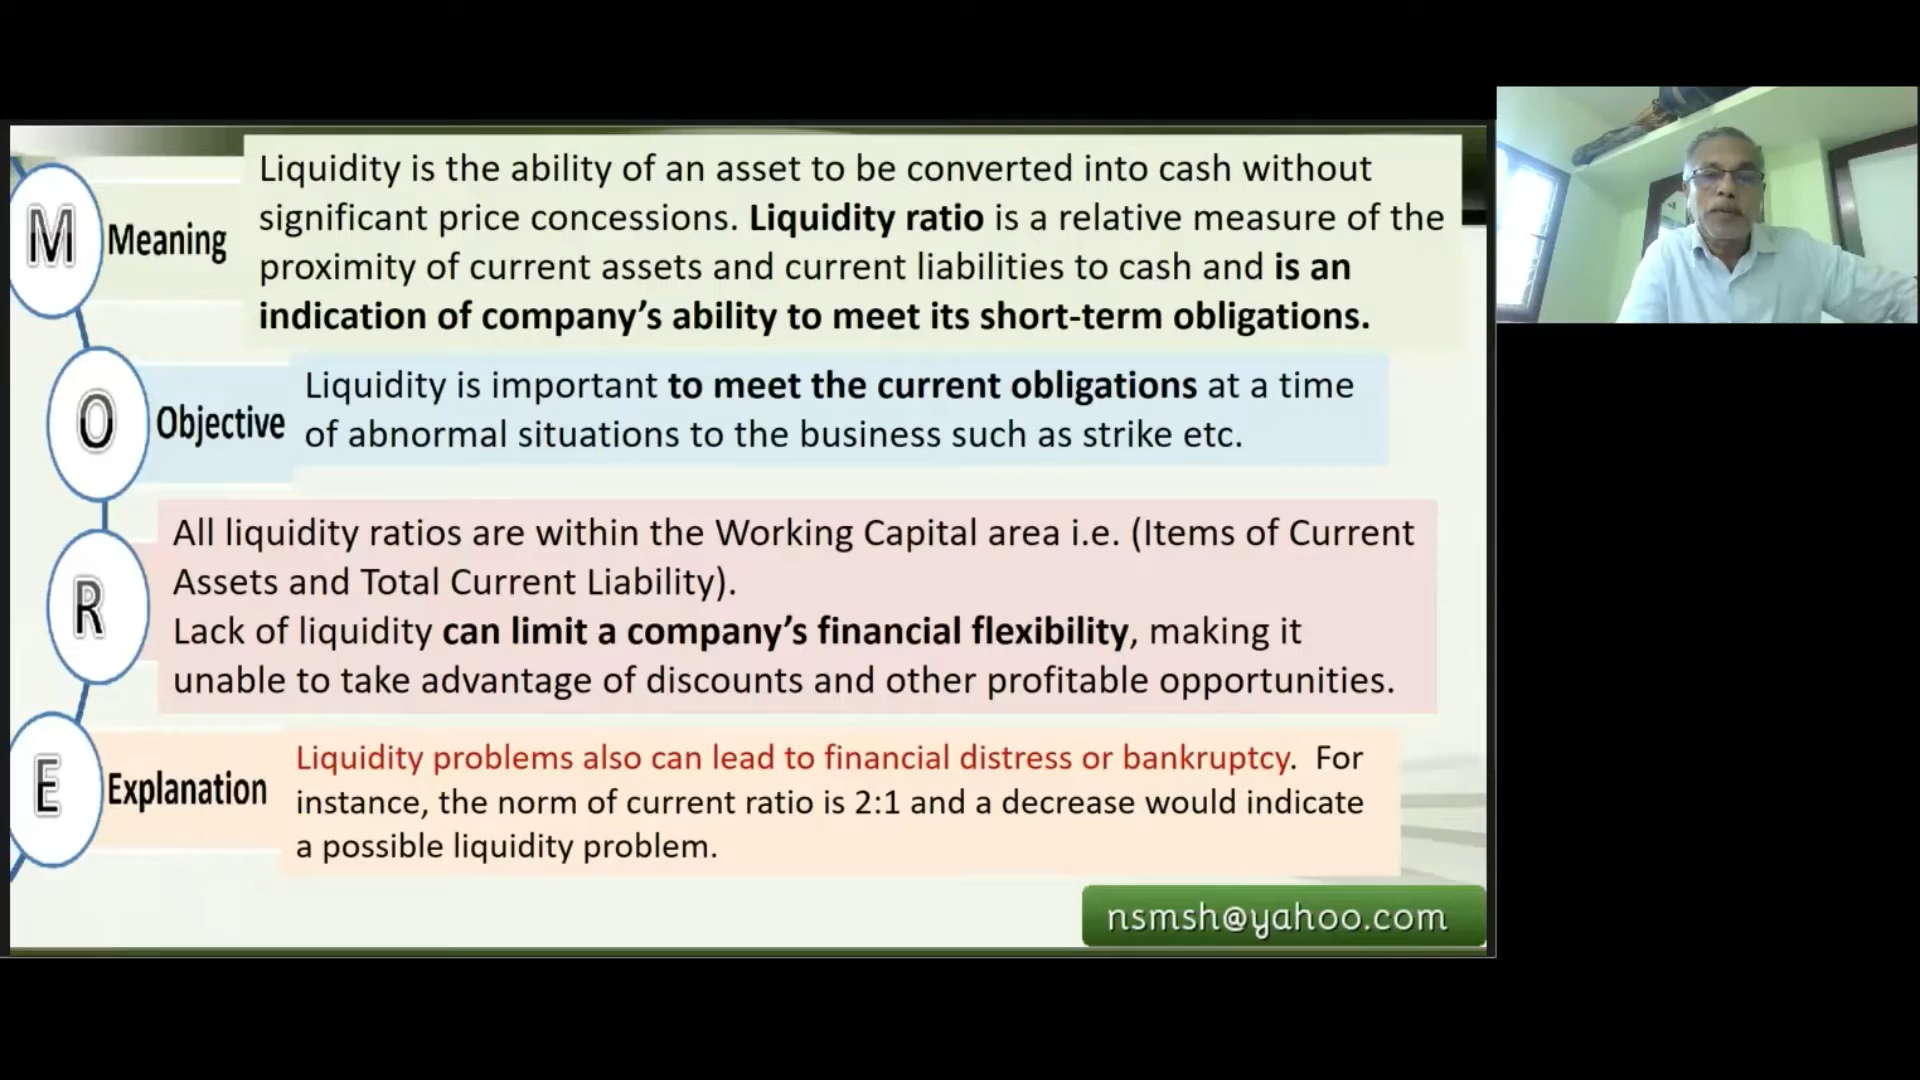 M
Meaning
Liquidity is the ability of an asset to be converted into cash without
significant price concessions. Liquidity ratio is a relative measure of the
proximity of current assets and current liabilities to cash and is an
indication of company’s ability to meet its short-term obligations.
O
Objective
Liquidity is important to meet the current obligations at a time
of abnormal situations to the business such as strike etc.
R
All liquidity ratios are within the Working Capital area i.e. (Items of Current
Assets and Total Current Liability).
Lack of liquidity can limit a company’s financial flexibility, making it
unable to take advantage of discounts and other profitable opportunities.
E
Explanation
Liquidity problems also can lead to financial distress or bankruptcy. For
instance, the norm of current ratio is 2:1 and a decrease would indicate
a possible liquidity problem.
nsmsh@yahoo.com